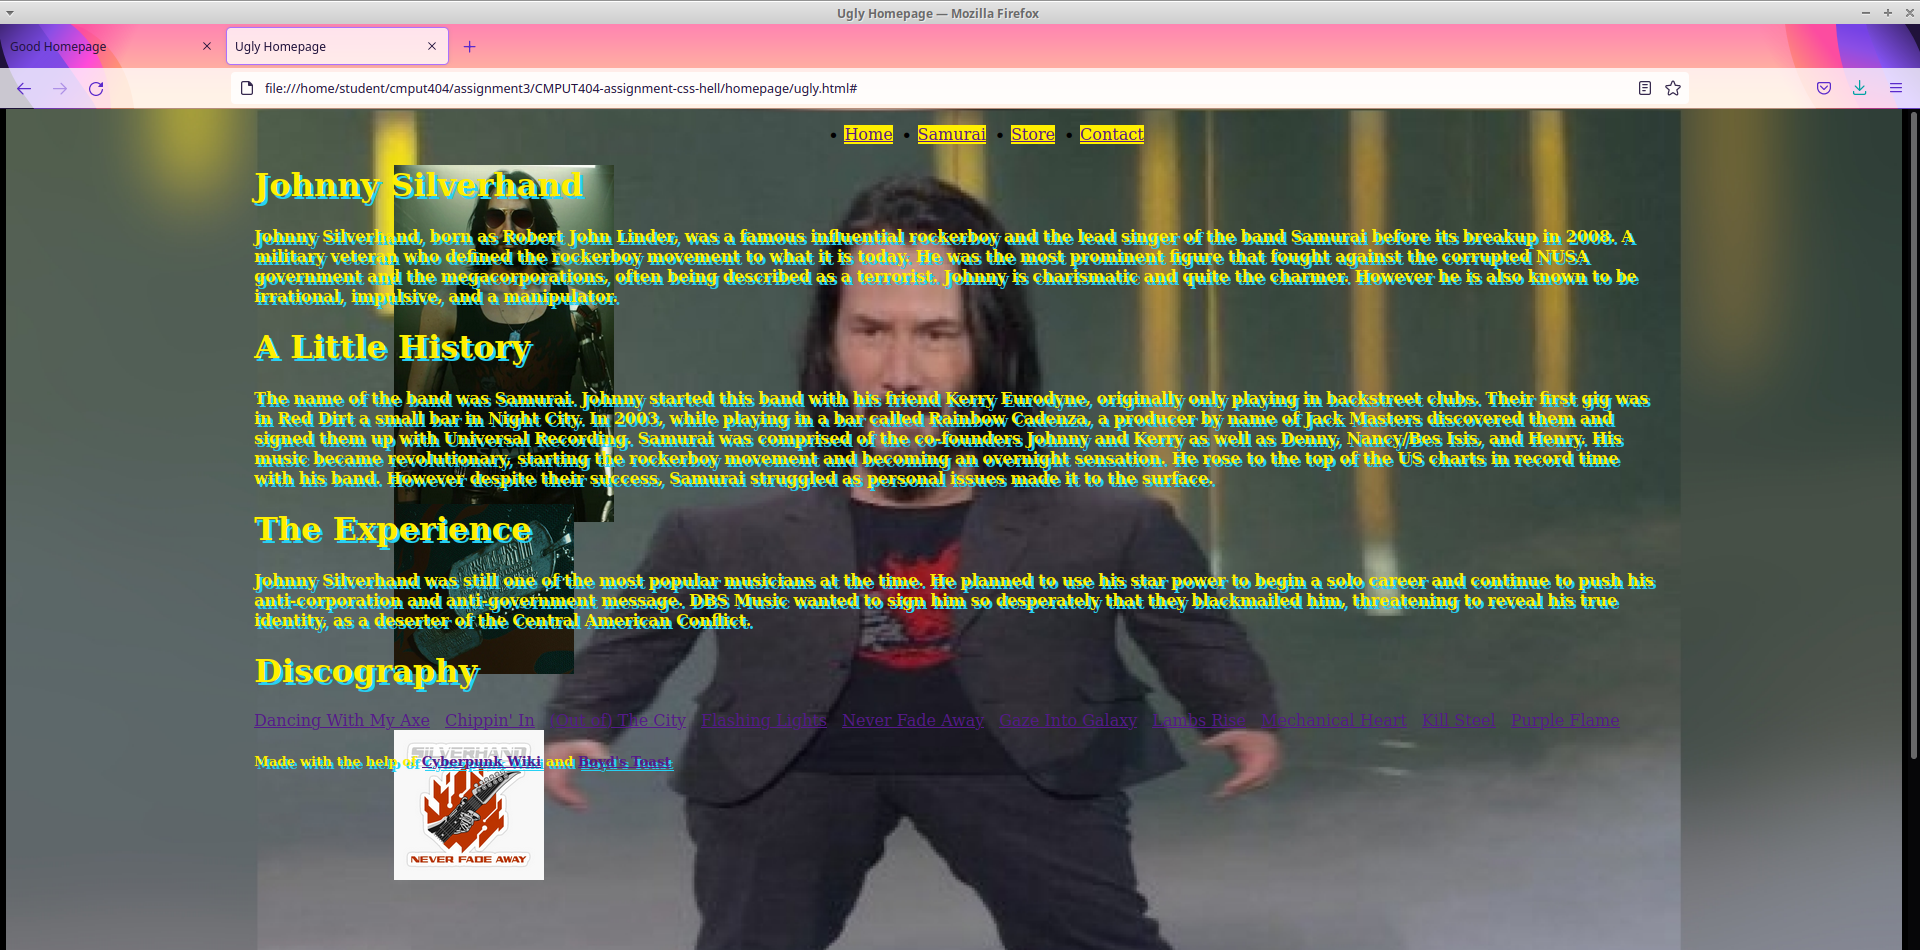 Ugly Homepage — Mozilla Firefox
Good Homepage
Ugly Homepage
file:///home/student/cmput404/assignment3/CMPUT404-assignment-css-hell/homepage/ugly.html#
Home Samurai Store Contact
Johnny Silverhand
Johnny Silverhand, born as Robert John Linder, was a famous influential rockerboy and the lead singer of the band Samurai before its breakup in 2008. A
military veteran who defined the rockerboy movement to what it is today. He was the most prominent figure that fought against the corrupted NUSA
government and the megacorporations, often being described as a terrorist. Johnny is charismatic and quite the charmer. However he is also known to be
irrational, impulsive, and a manipulator.
A Little History
The name of the band was Samurai. Johnny started this band with his friend Kerry Eurodyne, originally only playing in backstreet clubs. Their first gig was
in Red Dirt a small bar in Night City. In 2003, while playing in a bar called Rainbow Cadenza, a producer by name of Jack Masters discovered them and
signed them up with Universal Recording. Samurai was comprised of the co-founders Johnny and Kerry as well as Denny, Nancy/Bes Isis, and Henry. His
music became revolutionary, starting the rockerboy movement and becoming an overnight sensation. He rose to the top of the US charts in record time
with his band. However despite their success, Samurai struggled as personal issues made it to the surface.
The Experience
Johnny Silverhand was still one of the most popular musicians at the time. He planned to use his star power to begin a solo career and continue to push his
anti-corporation and anti-government message. DBS Music wanted to sign him so desperately that they blackmailed him, threatening to reveal his true
identity, as a deserter of the Central American Conflict.
Discography
Dancing With My Axe Chippin' In (Out of) The City Flashing Lights Never Fade Away Gaze Into Galaxy Lambs Rise Mechanical Heart Kill Steel Purple Flame
SILVERHAND
Made with the help of Cyberpunk Wiki and Boyd's Toast
NEVER FADE AWAY